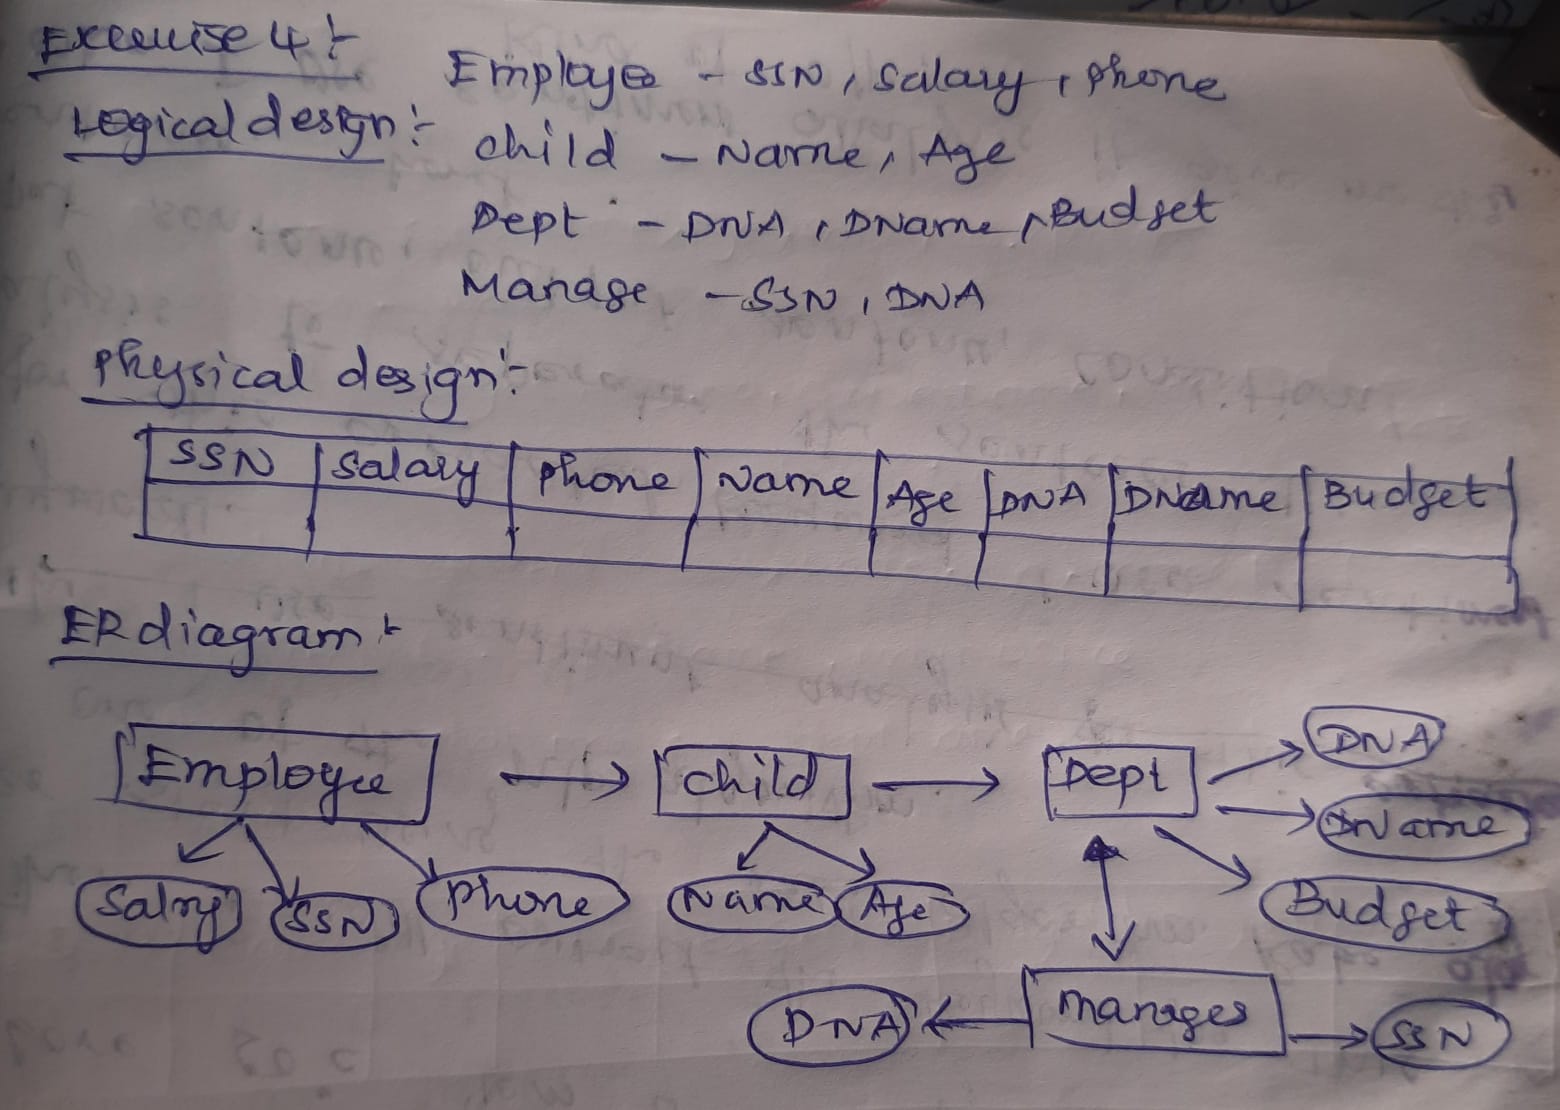 Exercise 4 :-
Employee - SSN, Salary, phone
Logical design :-
child - Name, Age
Dept - DNA, DName, Budget
Manage - SSN, DNA
physical design :-
SSN Salary phone Name Age DNA DName Budget
ER diagram :-
Employee child Dept DNA
DName
Salry SSN phone Name Age Budget
DNA manages SSN